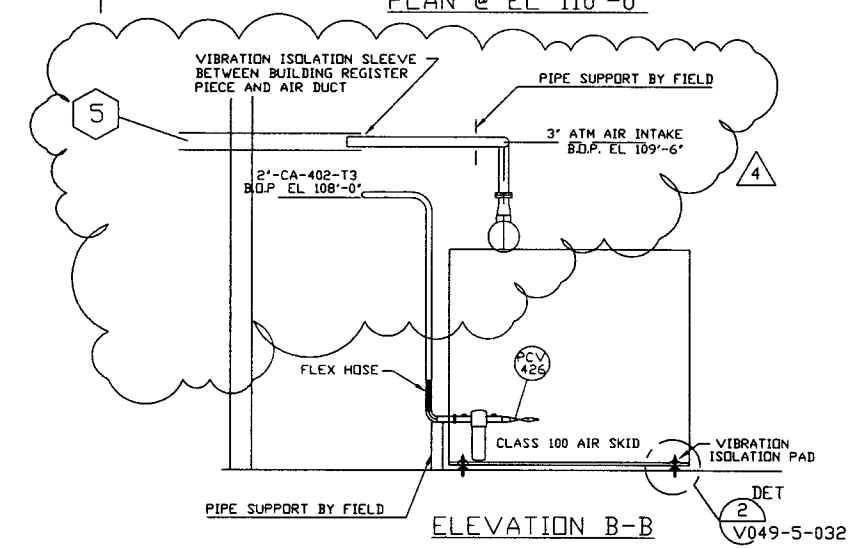 PLAN @ EL 110'-0"
VIBRATION ISOLATION SLEEVE
BETWEEN BUILDING REGISTER
PIECE AND AIR DUCT
PIPE SUPPORT BY FIELD
5
3" ATM AIR INTAKE
B.O.P. EL 109'-6"
4
2"-CA-402-T3
B.O.P EL 108'-0"
FLEX HOSE
PCV
426
CLASS 100 AIR SKID
VIBRATION
ISOLATION PAD
PIPE SUPPORT BY FIELD
ELEVATION B-B
DET
2
V049-5-032